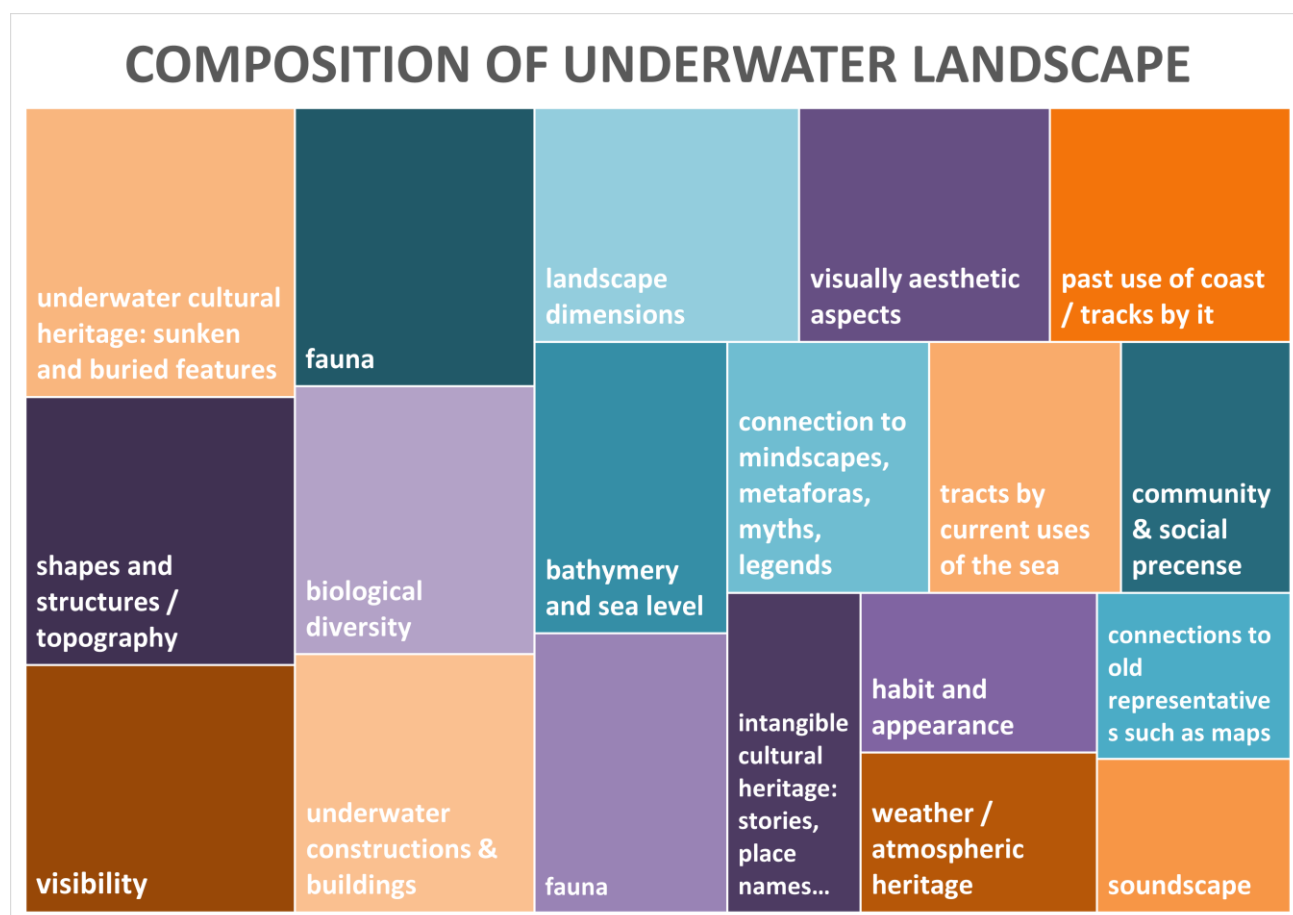 COMPOSITION OF UNDERWATER LANDSCAPE
underwater cultural
heritage: sunken
and buried features
fauna
landscape
dimensions
visually aesthetic
aspects
past use of coast
/ tracks by it
shapes and
structures /
topography
biological
diversity
bathymery
and sea level
connection to
mindscapes,
metaforas,
myths,
legends
tracts by
current uses
of the sea
community
& social
precense
visibility
underwater
constructions &
buildings
fauna
intangible
cultural
heritage:
stories,
place
names…
habit and
appearance
connections to
old
representative
s such as maps
weather /
atmospheric
heritage
soundscape